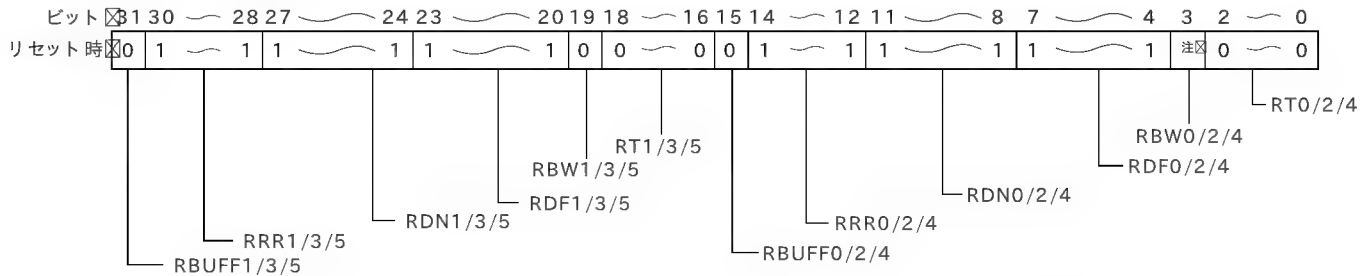 ビット 31 30 〜 28 27 〜 24 23 〜 20 19 18 〜 16 15 14 〜 12 11 〜 8 7 〜 4 3 2 〜 0
リセット時 0 1 〜 1 1 〜 1 1 〜 1 0 0 〜 0 0 1 〜 1 1 〜 1 1 〜 1 注 0 〜 0
RT0/2/4
RBW0/2/4
RT1/3/5
RBW1/3/5
RDF0/2/4
RDN0/2/4
RDF1/3/5
RDN1/3/5
RRR0/2/4
RRR1/3/5
RBUFF0/2/4
RBUFF1/3/5